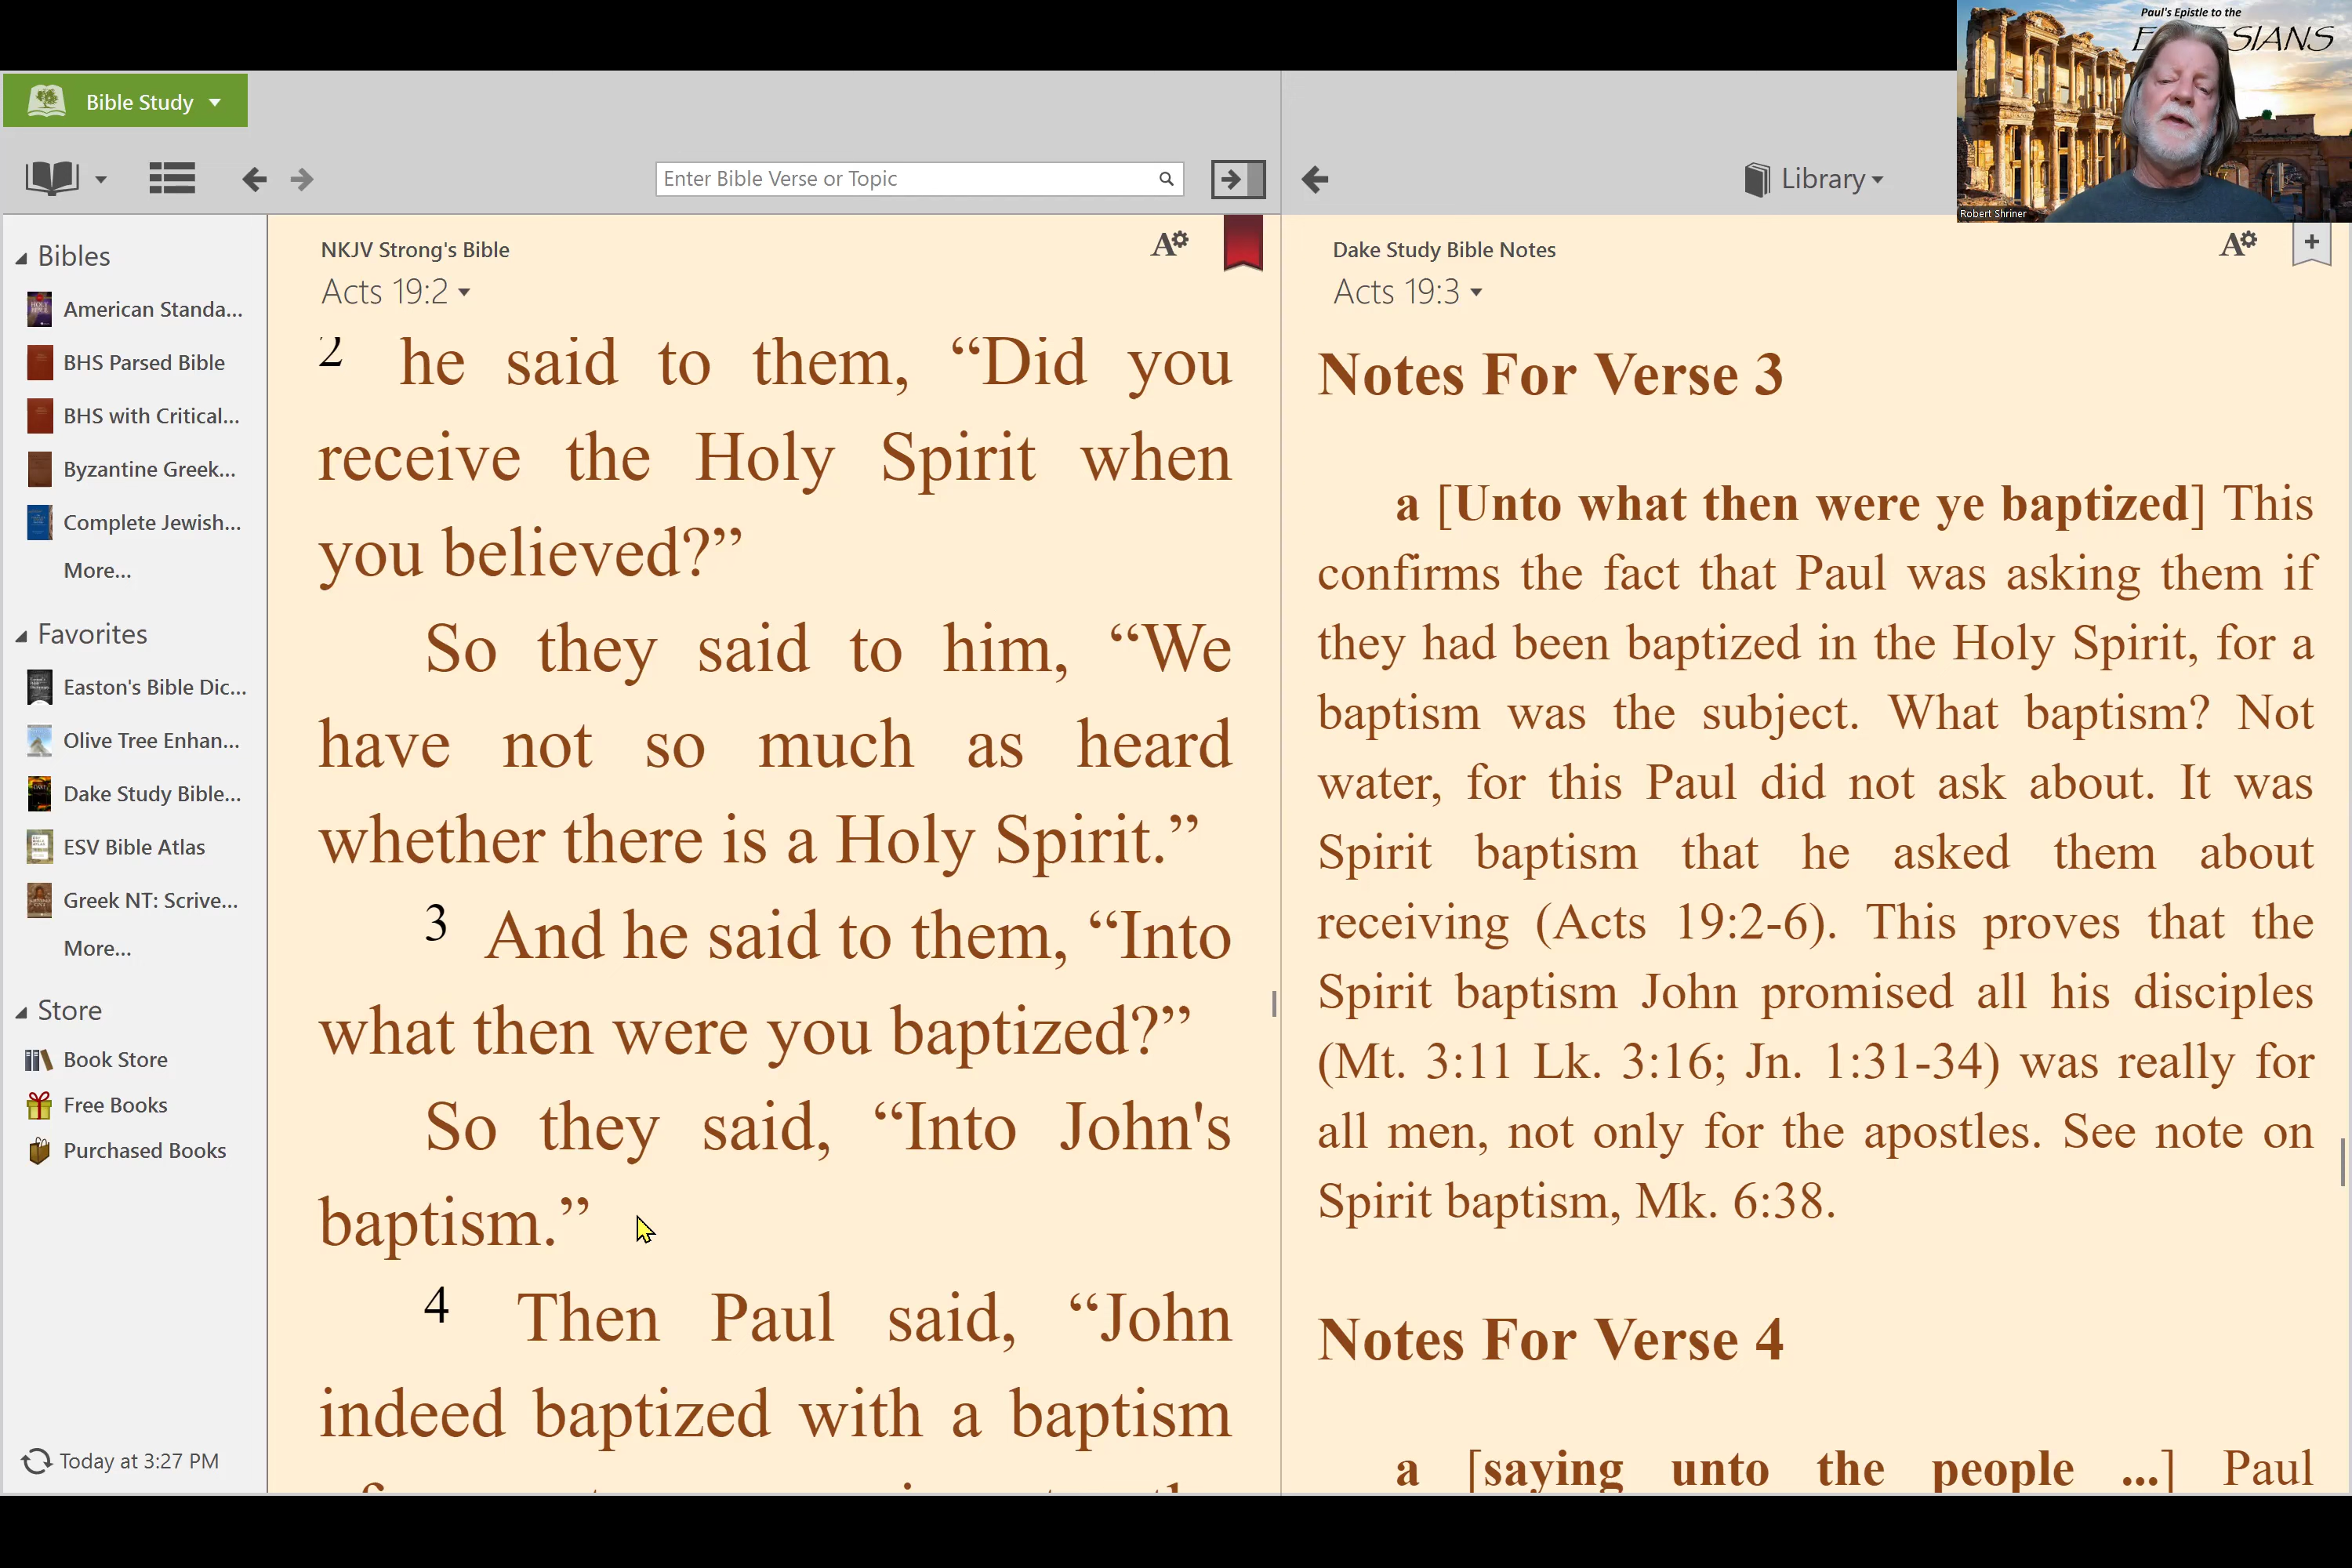 Paul's Epistle to the
SIANS
Robert Shriner
Bible Study
Enter Bible Verse or Topic
Library
Bibles
American Standa...
BHS Parsed Bible
BHS with Critical...
Byzantine Greek...
Complete Jewish...
More...
Favorites
Easton's Bible Dic...
Olive Tree Enhan...
Dake Study Bible...
ESV Bible Atlas
Greek NT: Scrive...
More...
Store
Book Store
Free Books
Purchased Books
Today at 3:27 PM
NKJV Strong's Bible
Acts 19:2
2 he said to them, “Did you
receive the Holy Spirit when
you believed?”
So they said to him, “We
have not so much as heard
whether there is a Holy Spirit.”
3 And he said to them, “Into
what then were you baptized?”
So they said, “Into John's
baptism.”
4 Then Paul said, “John
indeed baptized with a baptism
Dake Study Bible Notes
Acts 19:3
Notes For Verse 3
a [Unto what then were ye baptized] This
confirms the fact that Paul was asking them if
they had been baptized in the Holy Spirit, for a
baptism was the subject. What baptism? Not
water, for this Paul did not ask about. It was
Spirit baptism that he asked them about
receiving (Acts 19:2-6). This proves that the
Spirit baptism John promised all his disciples
(Mt. 3:11 Lk. 3:16; Jn. 1:31-34) was really for
all men, not only for the apostles. See note on
Spirit baptism, Mk. 6:38.
Notes For Verse 4
a [saying unto the people ...] Paul